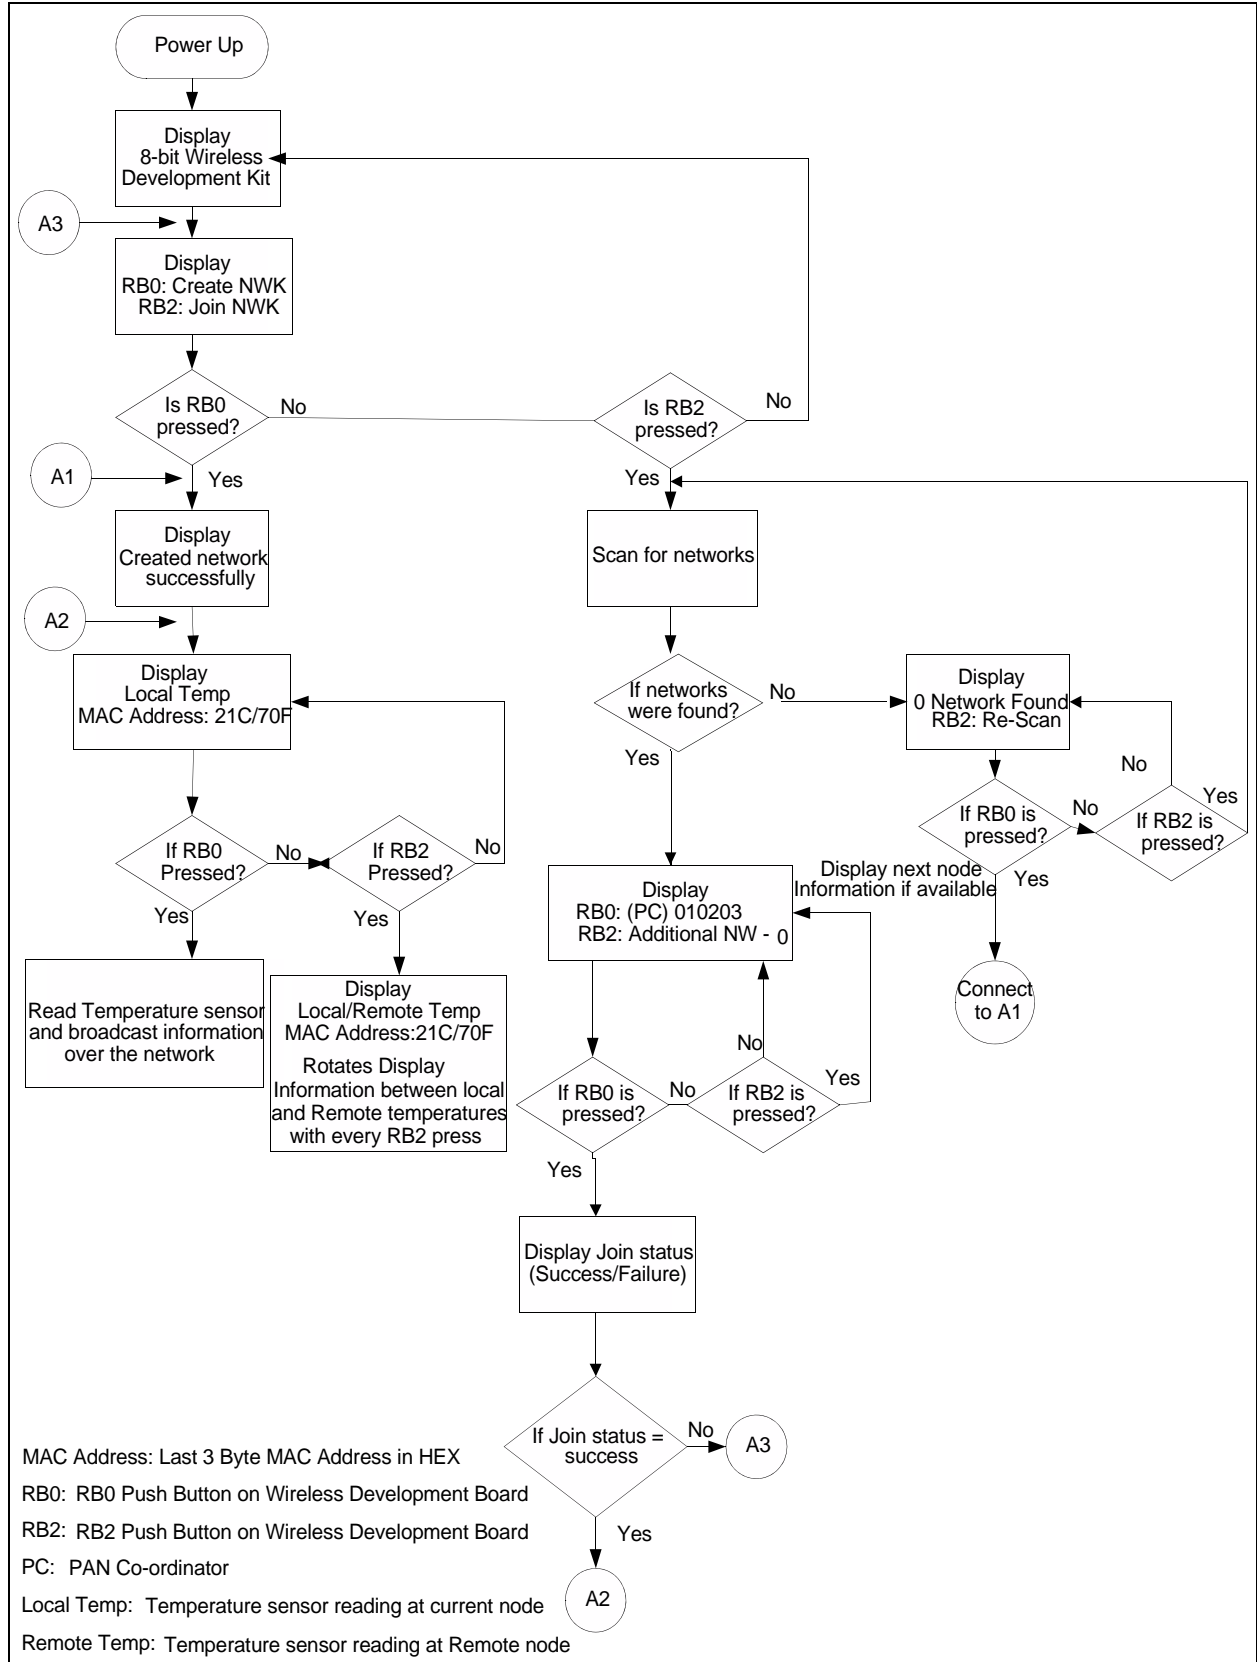 Power Up
Display
8-bit Wireless
Development Kit
A3
Display
RB0: Create NWK
RB2: Join NWK
Is RB0
pressed?
No
Is RB2
pressed?
No
A1
Yes
Yes
Display
Created network
successfully
Scan for networks
A2
Display
Local Temp
MAC Address: 21C/70F
If networks
were found?
No
Display
0 Network Found
RB2: Re-Scan
Yes
No
Yes
If RB0
Pressed?
No
If RB2
Pressed?
No
If RB0 is
pressed?
No
If RB2 is
pressed?
Display next node
Information if available
Yes
Yes
Yes
Display
RB0: (PC) 010203
RB2: Additional NW - 0
Read Temperature sensor
and broadcast information
over the network
Display
Local/Remote Temp
MAC Address:21C/70F
Rotates Display
Information between local
and Remote temperatures
with every RB2 press
Connect
to A1
No
Yes
If RB0 is
pressed?
No
If RB2 is
pressed?
Yes
Display Join status
(Success/Failure)
If Join status =
success
No
A3
Yes
A2
MAC Address: Last 3 Byte MAC Address in HEX
RB0: RB0 Push Button on Wireless Development Board
RB2: RB2 Push Button on Wireless Development Board
PC: PAN Co-ordinator
Local Temp: Temperature sensor reading at current node
Remote Temp: Temperature sensor reading at Remote node